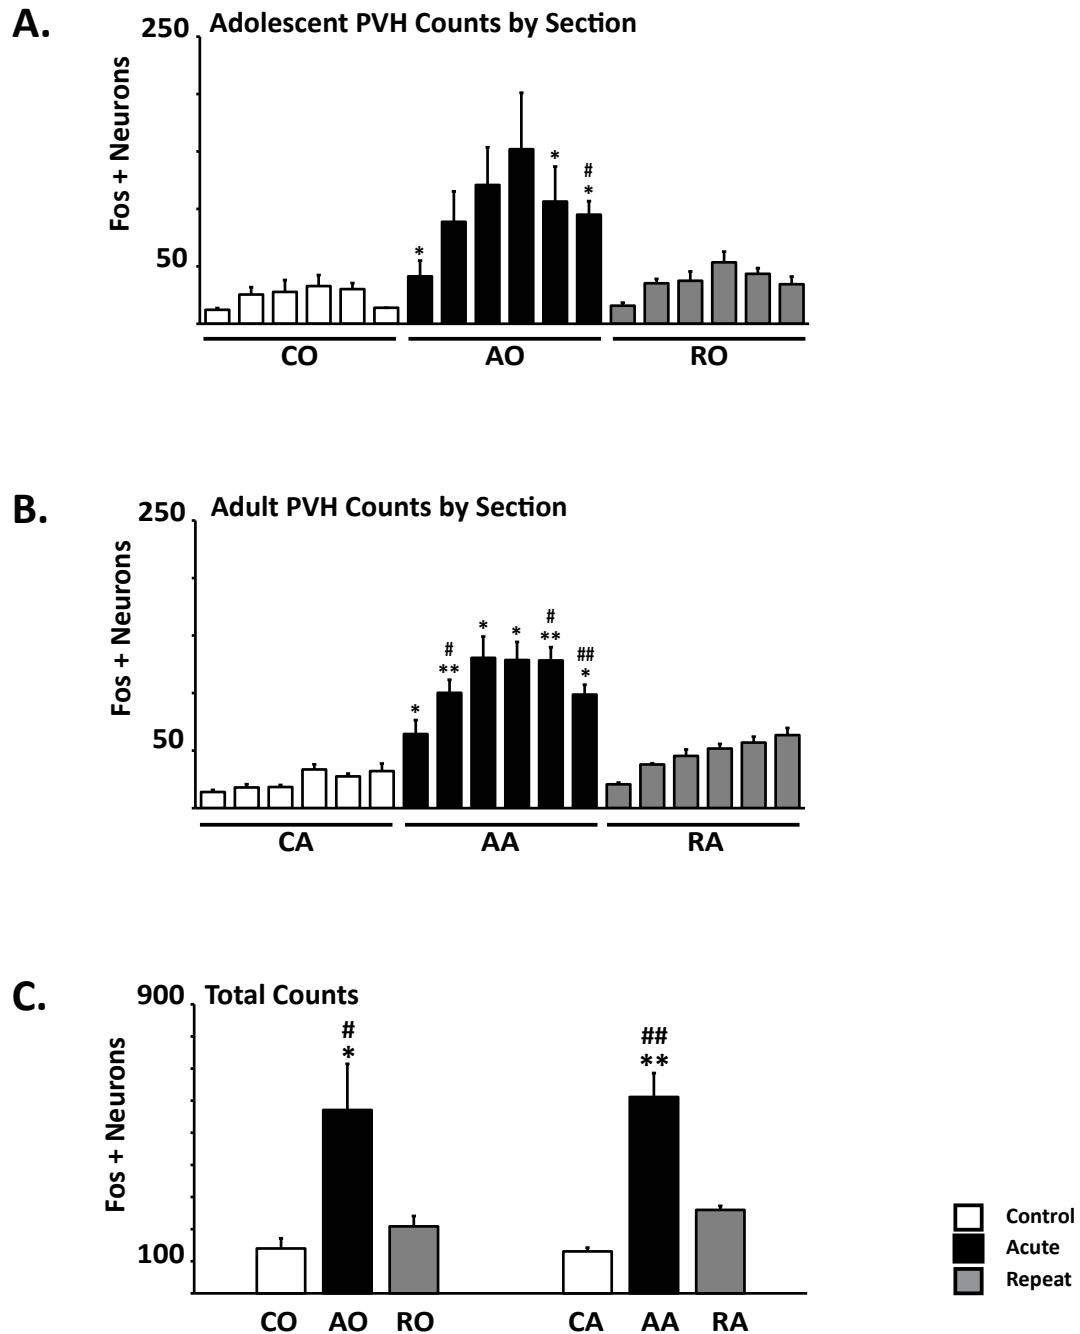 A.
250 Adolescent PVH Counts by Section
Fos + Neurons
# 
* * *
50
CO AO RO
B.
250 Adult PVH Counts by Section
Fos + Neurons
# * * # ##
* ** ** *
50
CA AA RA
C.
900 Total Counts
Fos + Neurons
# ##
* **
100
CO AO RO CA AA RA
Control
Acute
Repeat